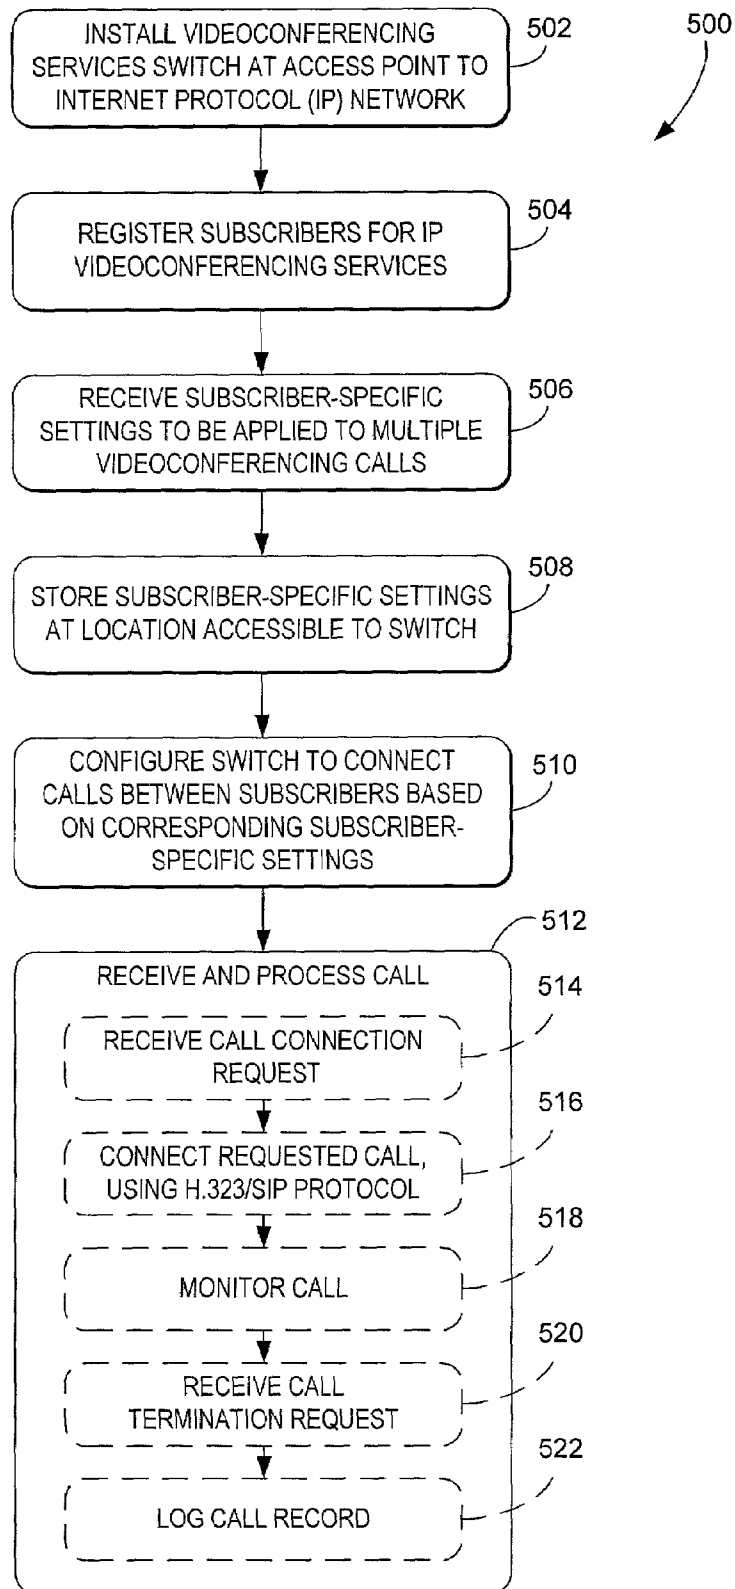 500
INSTALL VIDEOCONFERENCING
SERVICES SWITCH AT ACCESS POINT TO
INTERNET PROTOCOL (IP) NETWORK
502
REGISTER SUBSCRIBERS FOR IP
VIDEOCONFERENCING SERVICES
504
RECEIVE SUBSCRIBER-SPECIFIC
SETTINGS TO BE APPLIED TO MULTIPLE
VIDEOCONFERENCING CALLS
506
STORE SUBSCRIBER-SPECIFIC SETTINGS
AT LOCATION ACCESSIBLE TO SWITCH
508
CONFIGURE SWITCH TO CONNECT
CALLS BETWEEN SUBSCRIBERS BASED
ON CORRESPONDING SUBSCRIBER-
SPECIFIC SETTINGS
510
512
RECEIVE AND PROCESS CALL
RECEIVE CALL CONNECTION
REQUEST
514
CONNECT REQUESTED CALL,
USING H.323/SIP PROTOCOL
516
MONITOR CALL
518
RECEIVE CALL
TERMINATION REQUEST
520
LOG CALL RECORD
522